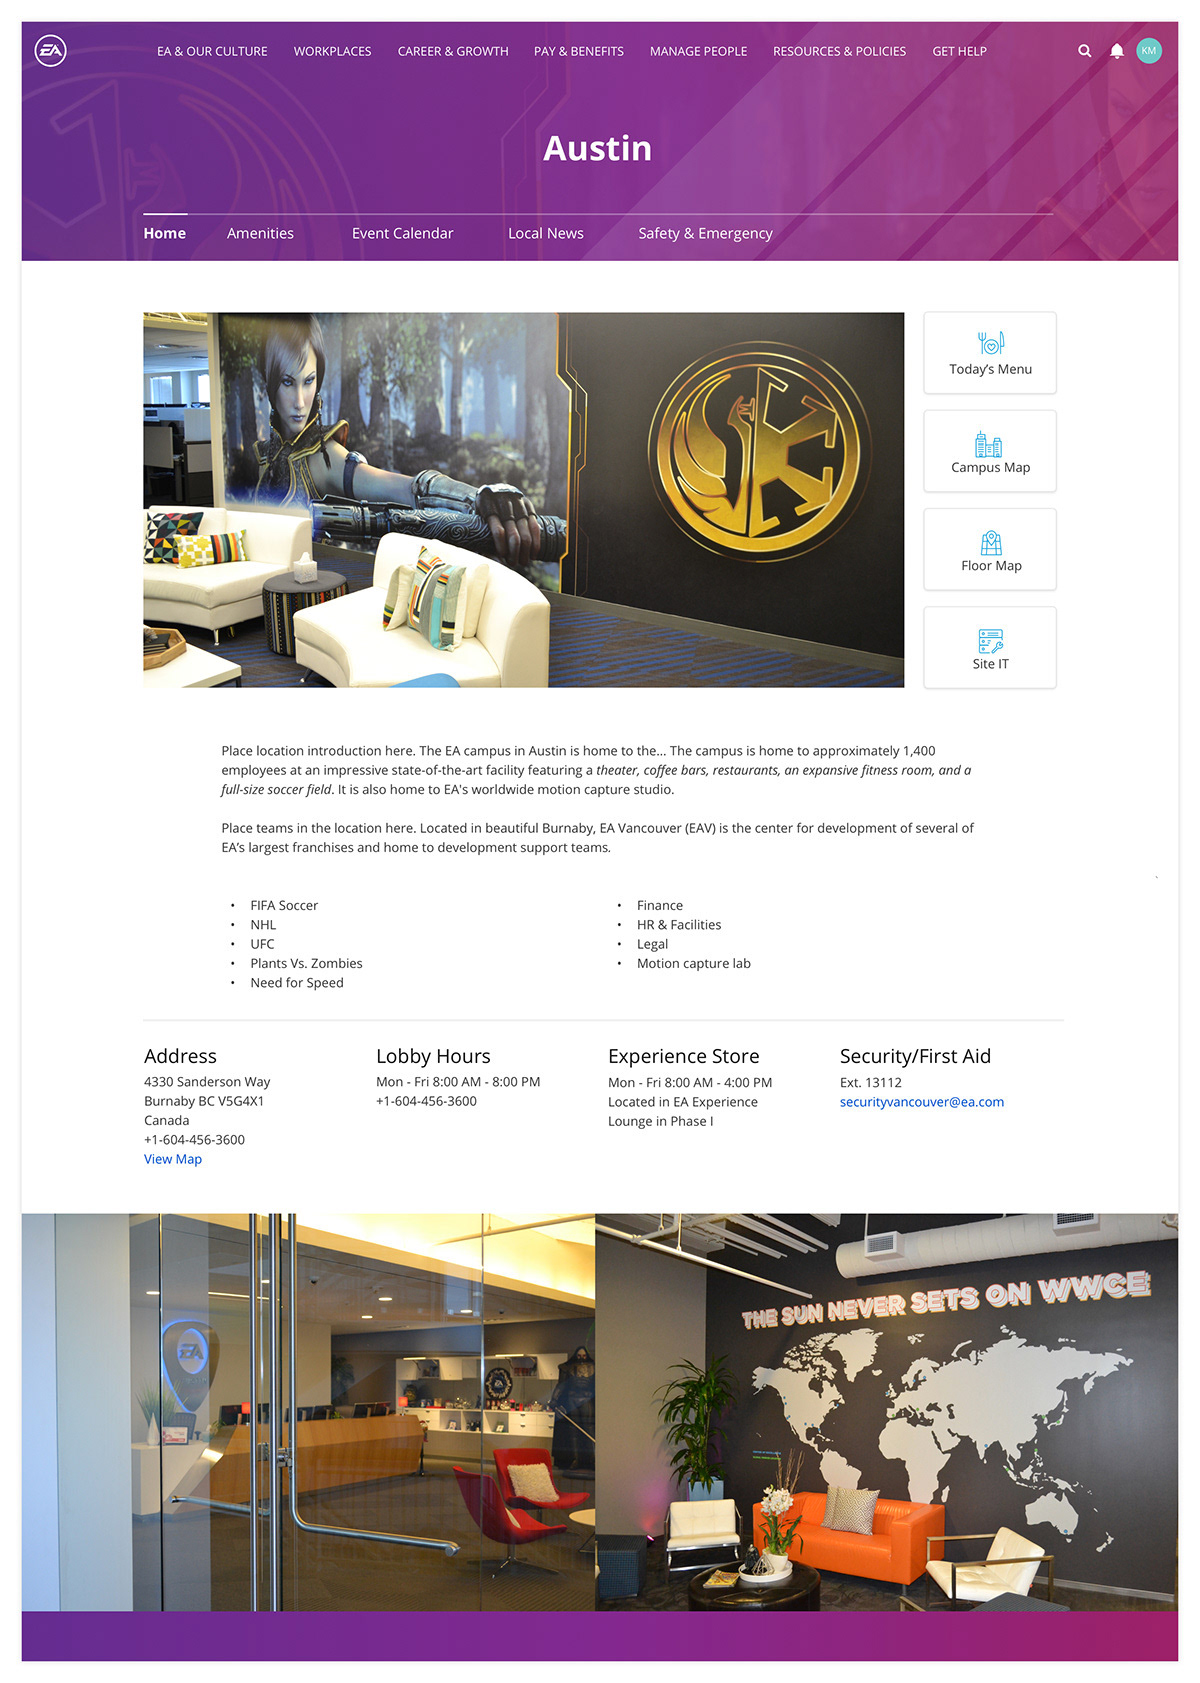 EA
EA & OUR CULTURE WORKPLACES CAREER & GROWTH PAY & BENEFITS MANAGE PEOPLE RESOURCES & POLICIES GET HELP KM
Austin
Home Amenities Event Calendar Local News Safety & Emergency
Today's Menu
Campus Map
Floor Map
Site IT
Place location introduction here. The EA campus in Austin is home to the... The campus is home to approximately 1,400
employees at an impressive state-of-the-art facility featuring a theater, coffee bars, restaurants, an expansive fitness room, and a
full-size soccer field. It is also home to EA's worldwide motion capture studio.
Place teams in the location here. Located in beautiful Burnaby, EA Vancouver (EAV) is the center for development of several of
EA's largest franchises and home to development support teams.
• FIFA Soccer
• NHL
• UFC
• Plants Vs. Zombies
• Need for Speed
• Finance
• HR & Facilities
• Legal
• Motion capture lab
Address
4330 Sanderson Way
Burnaby BC V5G4X1
Canada
+1-604-456-3600
View Map
Lobby Hours
Mon - Fri 8:00 AM - 8:00 PM
+1-604-456-3600
Experience Store
Mon - Fri 8:00 AM - 4:00 PM
Located in EA Experience
Lounge in Phase I
Security/First Aid
Ext. 13112
securityvancouver@ea.com
EA
THE SUN NEVER SETS ON WWCE